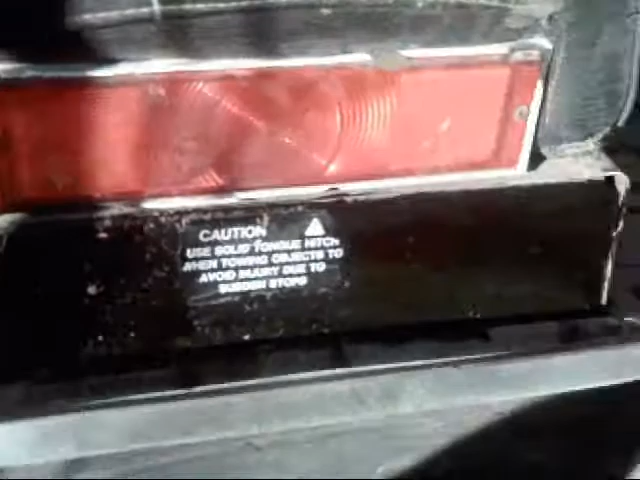 CAUTION
USE SOLID TONGUE HITCH
WHEN TOWING OBJECTS TO
AVOID INJURY DUE TO
SUDDEN STOPS